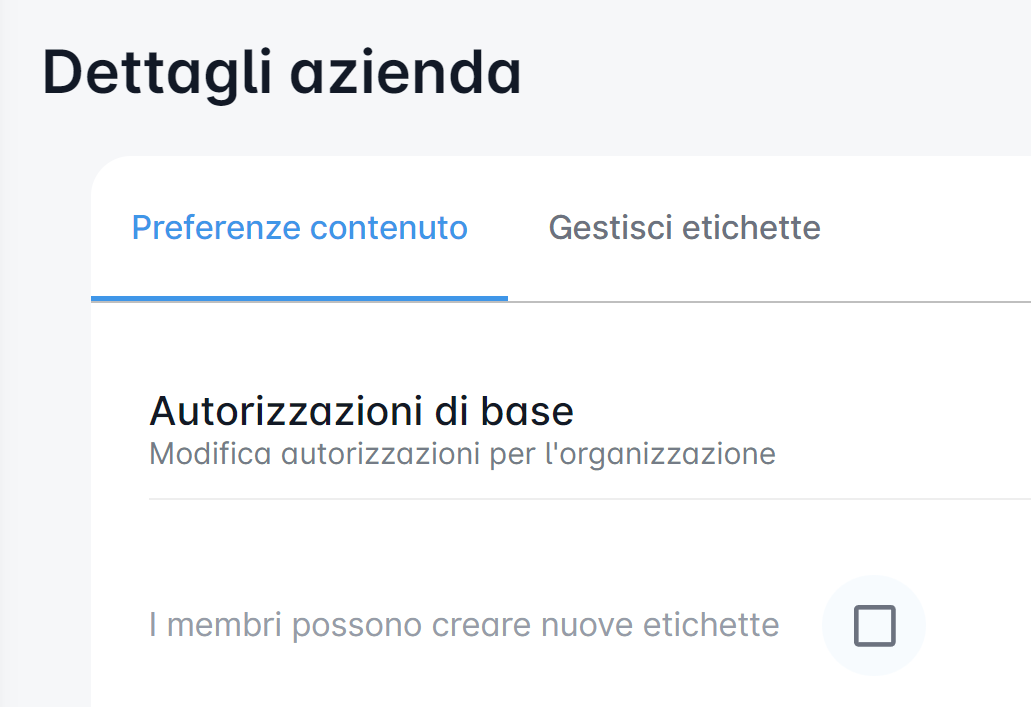 Dettagli azienda
Preferenze contenuto Gestisci etichette
Autorizzazioni di base
Modifica autorizzazioni per l'organizzazione
I membri possono creare nuove etichette